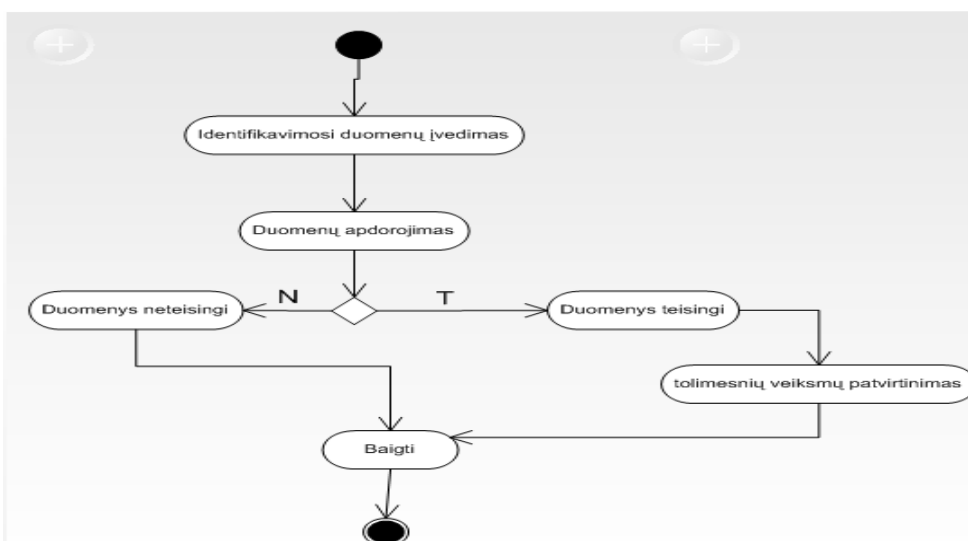 Identifikavimosi duomenų įvedimas
Duomenų apdorojimas
N
T
Duomenys neteisingi
Duomenys teisingi
tolimesnių veiksmų patvirtinimas
Baigti